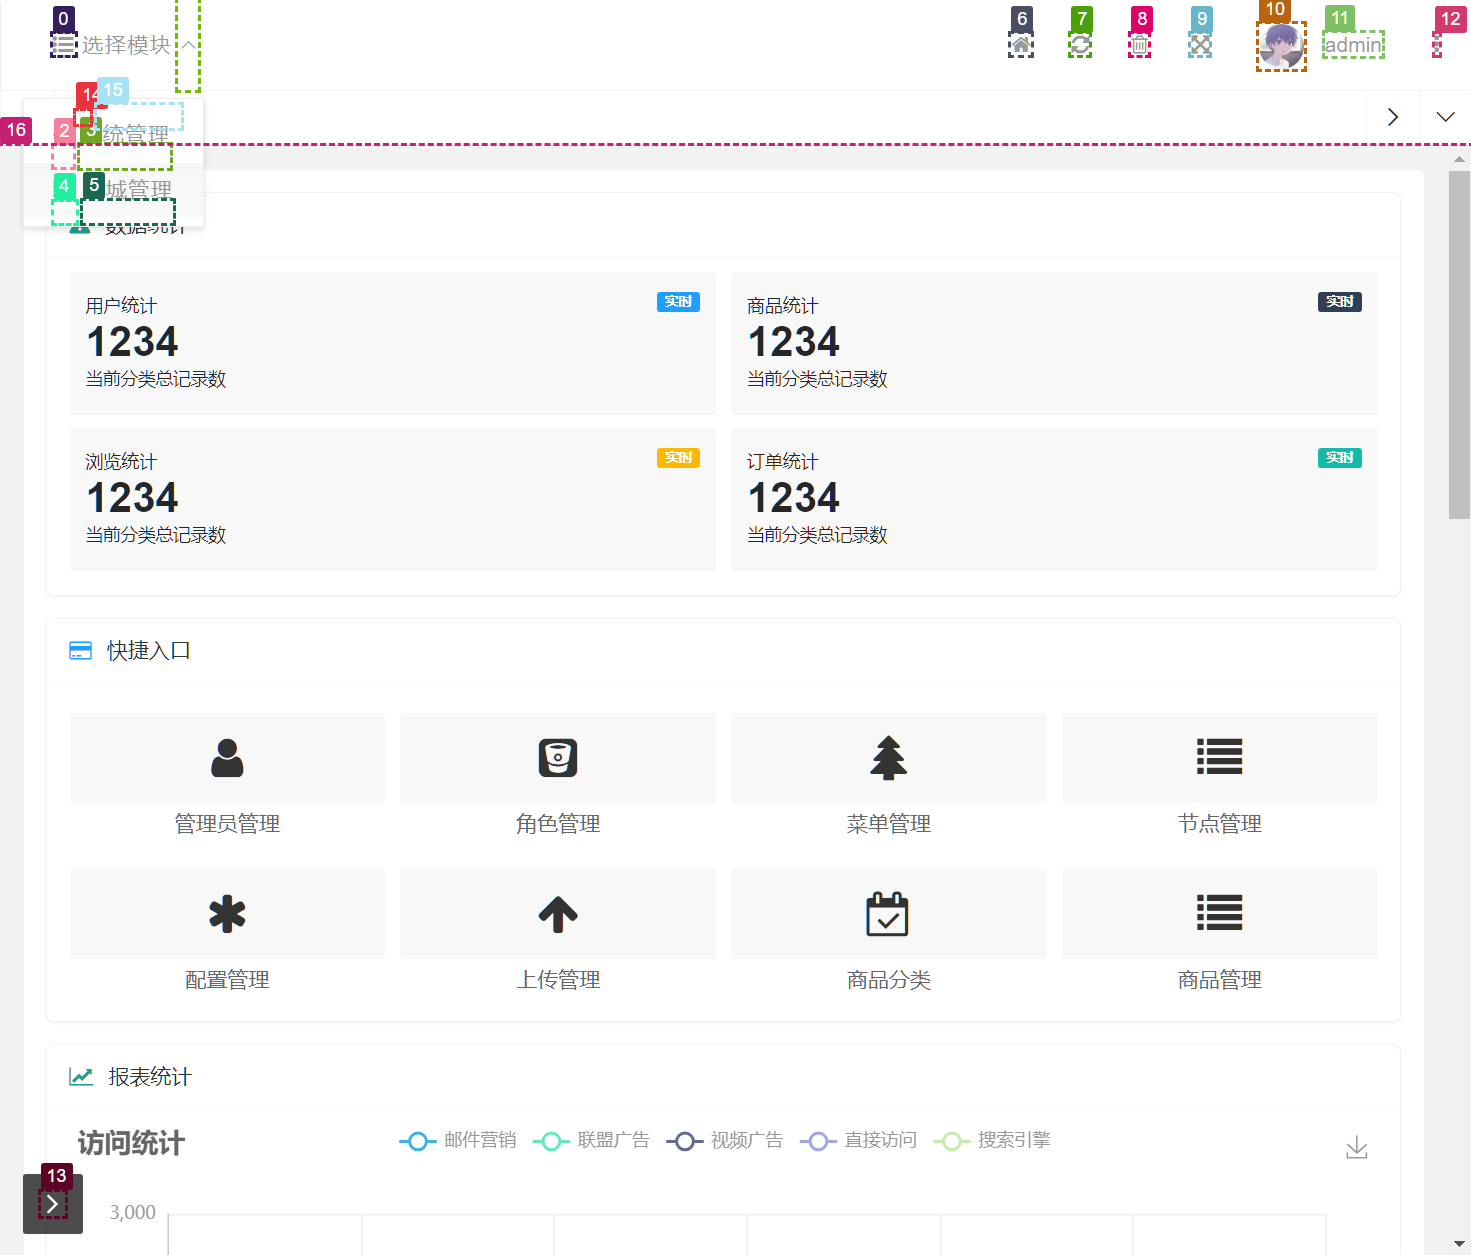 0
选择模块
6
7
8
9
10
11
admin
12
14
15
统管理
16
2
3
城管理
4
5
数据统计
用户统计
实时
1234
当前分类总记录数
商品统计
实时
1234
当前分类总记录数
浏览统计
实时
1234
当前分类总记录数
订单统计
实时
1234
当前分类总记录数
快捷入口
管理员管理
角色管理
菜单管理
节点管理
配置管理
上传管理
商品分类
商品管理
报表统计
访问统计
邮件营销
联盟广告
视频广告
直接访问
搜索引擎
13
3,000